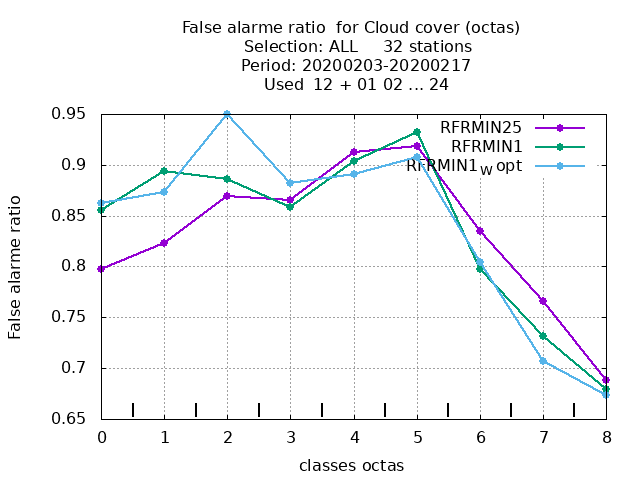 False alarme ratio  for Cloud cover (octas)
Selection: ALL     32 stations
Period: 20200203-20200217
Used  12 + 01 02 ... 24
0.95
0.9
0.85
0.8
0.75
0.7
0.65
False alarme ratio
RFRMIN25
RFRMIN1
RFRMIN1W opt
0 1 2 3 4 5 6 7 8
classes octas